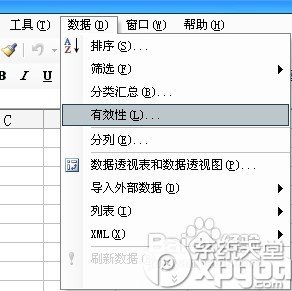 工具(T) 数据(D) 窗口(W) 帮助(H)
排序(S)...
筛选(F)
分类汇总(B)...
B I U
C
有效性(L)...
分列(E)...
数据透视表和数据透视图(P)...
导入外部数据(D)
列表(I)
XML(X)
刷新数据(R)
系统天堂
xpgod.com